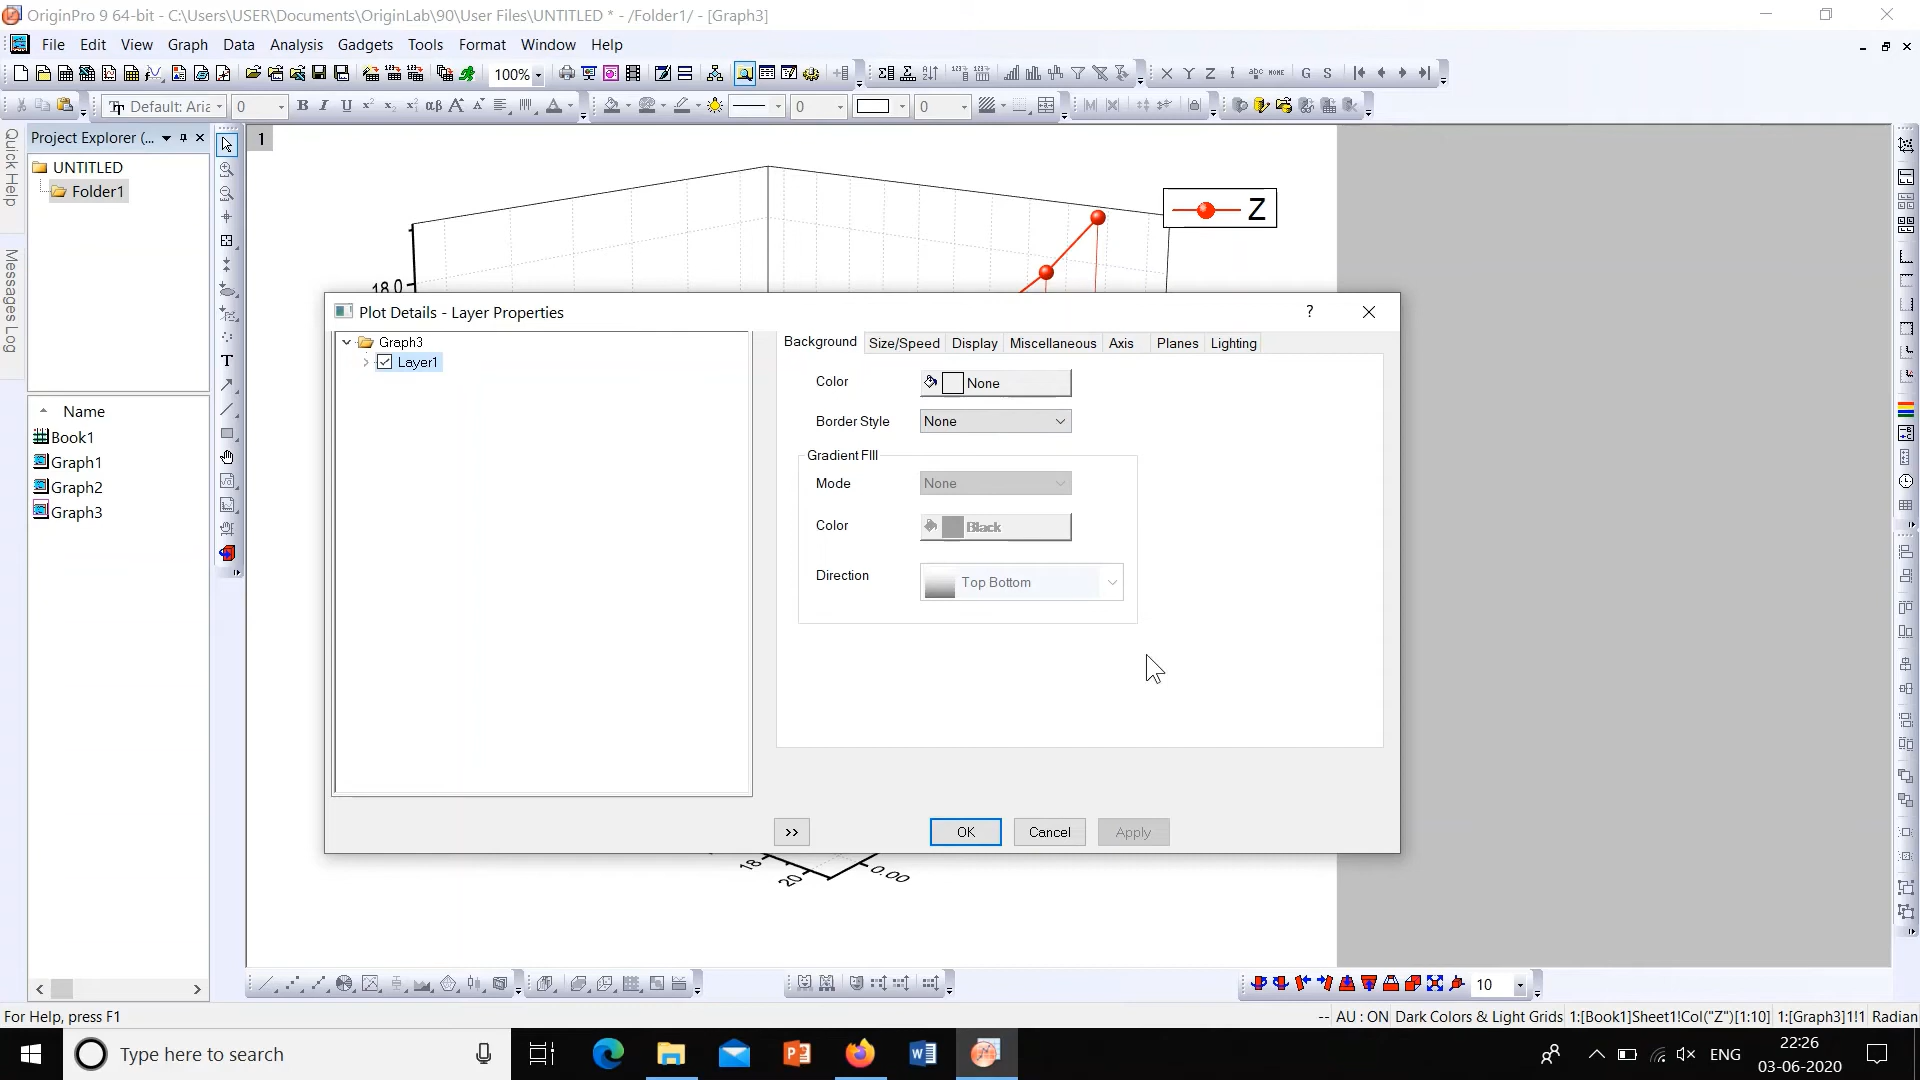 OriginPro 9 64-bit - C:\Users\USER\Documents\OriginLab\90\User Files\UNTITLED * - /Folder1/ - [Graph3]
File Edit View Graph Data Analysis Gadgets Tools Format Window Help
100%
X Y Z G S
Default: Aria 0 B I U αβ A A A 0 0
Quick Help
Messages Log
Project Explorer (...
UNTITLED
Folder1
Name
Book1
Graph1
Graph2
Graph3
T
1
Z
18.0
18
20
0.00
Plot Details - Layer Properties
?
Graph3
Layer1
Background Size/Speed Display Miscellaneous Axis Planes Lighting
Color None
Border Style None
Gradient Fill
Mode None
Color Black
Direction Top Bottom
>> OK Cancel Apply
10
For Help, press F1
-- AU : ON Dark Colors & Light Grids 1:[Book1]Sheet1!Col("Z")[1:10] 1:[Graph3]1!1 Radian
Type here to search
ENG
22:26
03-06-2020